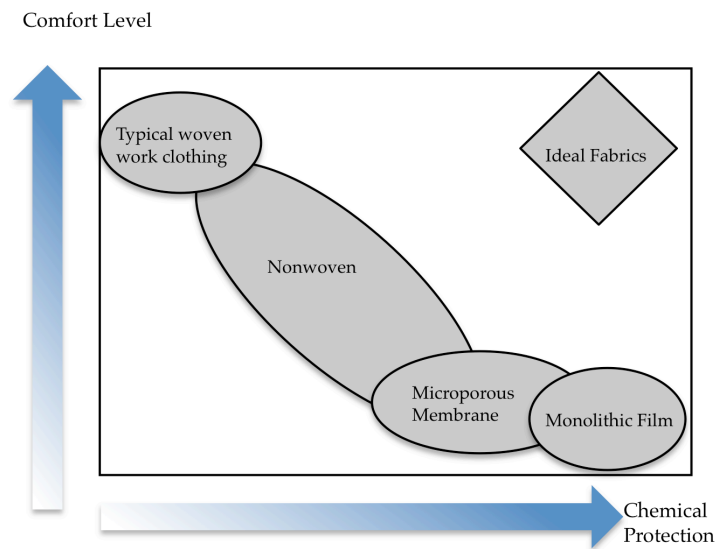 Comfort Level
Typical woven
work clothing
Ideal Fabrics
Nonwoven
Microporous
Membrane
Monolithic Film
Chemical
Protection